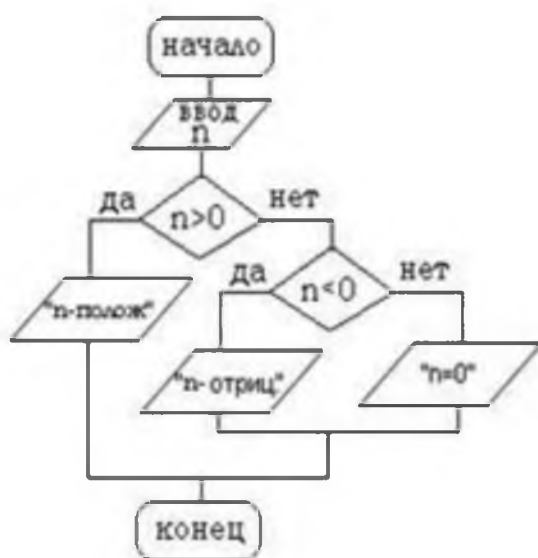 начало
ввод
n
да
n>0
нет
"n-полож"
да
n<0
нет
"n-отриц"
"n=0"
конец